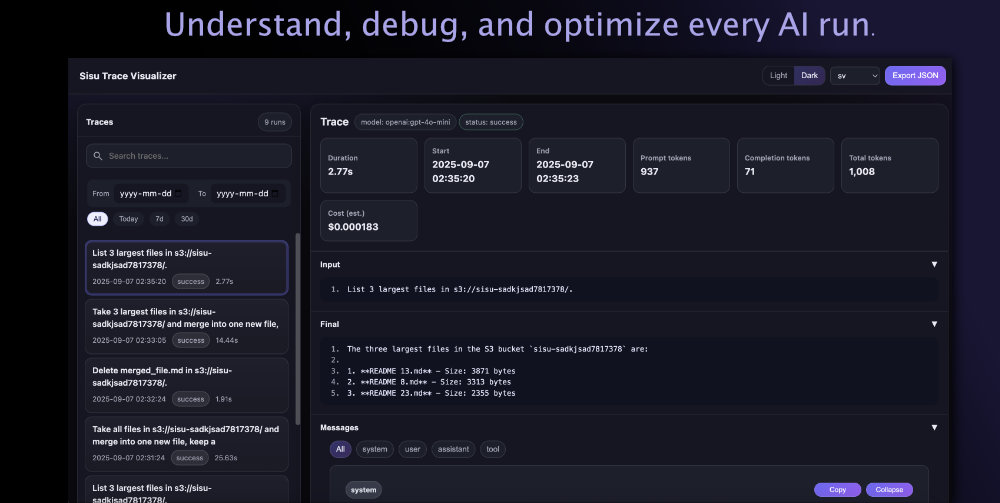 Understand, debug, and optimize every AI run.
Sisu Trace Visualizer
Light Dark sv Export JSON
Traces 9 runs
Search traces...
From yyyy-mm-dd To yyyy-mm-dd
All Today 7d 30d
List 3 largest files in s3://sisu-
sadkjsad7817378/.
2025-09-07 02:35:20 success 2.77s
Take 3 largest files in s3://sisu-
sadkjsad7817378/ and merge into one new file,
2025-09-07 02:33:05 success 14.44s
Delete merged_file.md in s3://sisu-
sadkjsad7817378/.
2025-09-07 02:32:24 success 1.91s
Take all files in s3://sisu-sadkjsad7817378/ and
merge into one new file, keep a
2025-09-07 02:31:24 success 25.63s
List 3 largest files in s3://sisu-
sadkjsad7817378/.
Trace model: openai:gpt-4o-mini status: success
Duration
2.77s
Start
2025-09-07
02:35:20
End
2025-09-07
02:35:23
Prompt tokens
937
Completion tokens
71
Total tokens
1,008
Cost (est.)
$0.000183
Input
1. List 3 largest files in s3://sisu-sadkjsad7817378/.
Final
1. The three largest files in the S3 bucket `sisu-sadkjsad7817378` are:
2.
3. 1. **README 13.md** - Size: 3871 bytes
4. 2. **README 8.md** - Size: 3313 bytes
5. 3. **README 23.md** - Size: 2355 bytes
Messages
All system user assistant tool
system Copy Collapse